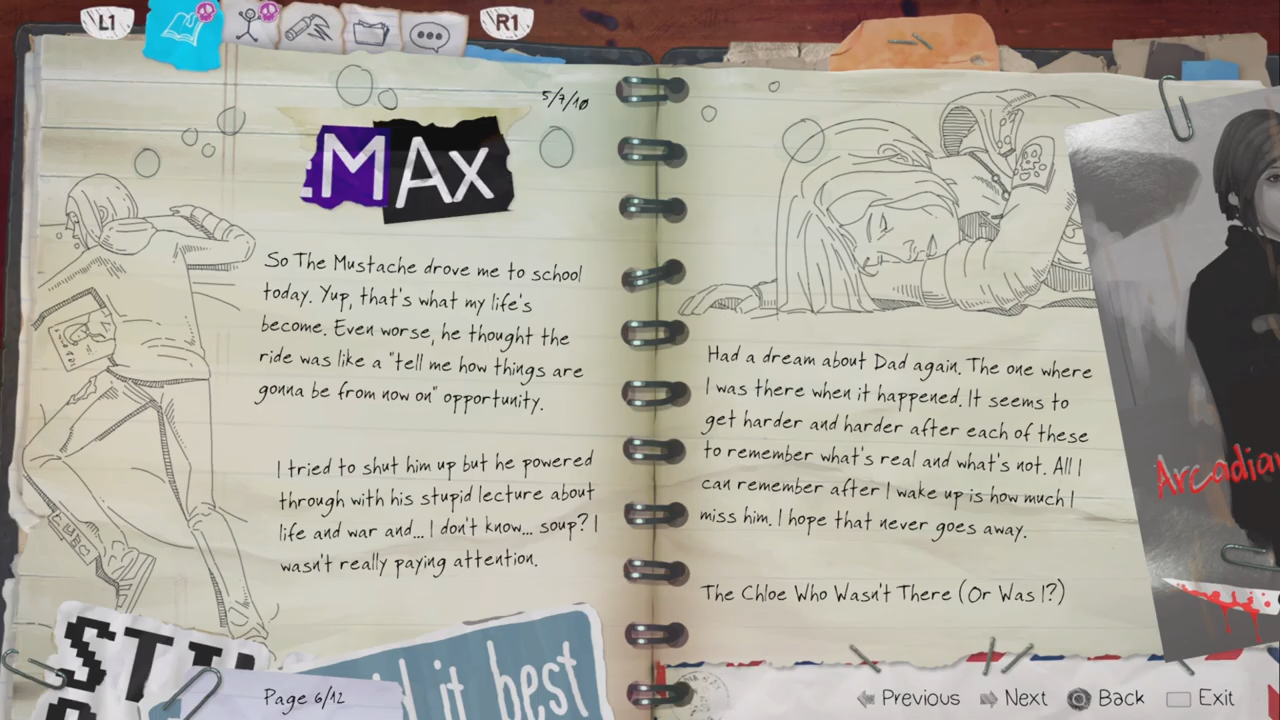 L1
R1
5/7/10
MAx
So The Mustache drove me to school
today. Yup, that's what my life's
become. Even worse, he thought the
ride was like a "tell me how things are
gonna be from now on" opportunity.
I tried to shut him up but he powered
through with his stupid lecture about
life and war and... I don't know... soup? I
wasn't really paying attention.
it best
Page 6/12
Had a dream about Dad again. The one where
I was there when it happened. It seems to
get harder and harder after each of these
to remember what's real and what's not. All I
can remember after I wake up is how much I
miss him. I hope that never goes away.
The Chloe Who Wasn't There (Or Was I?)
Arcadia
Previous
Next
Back
Exit